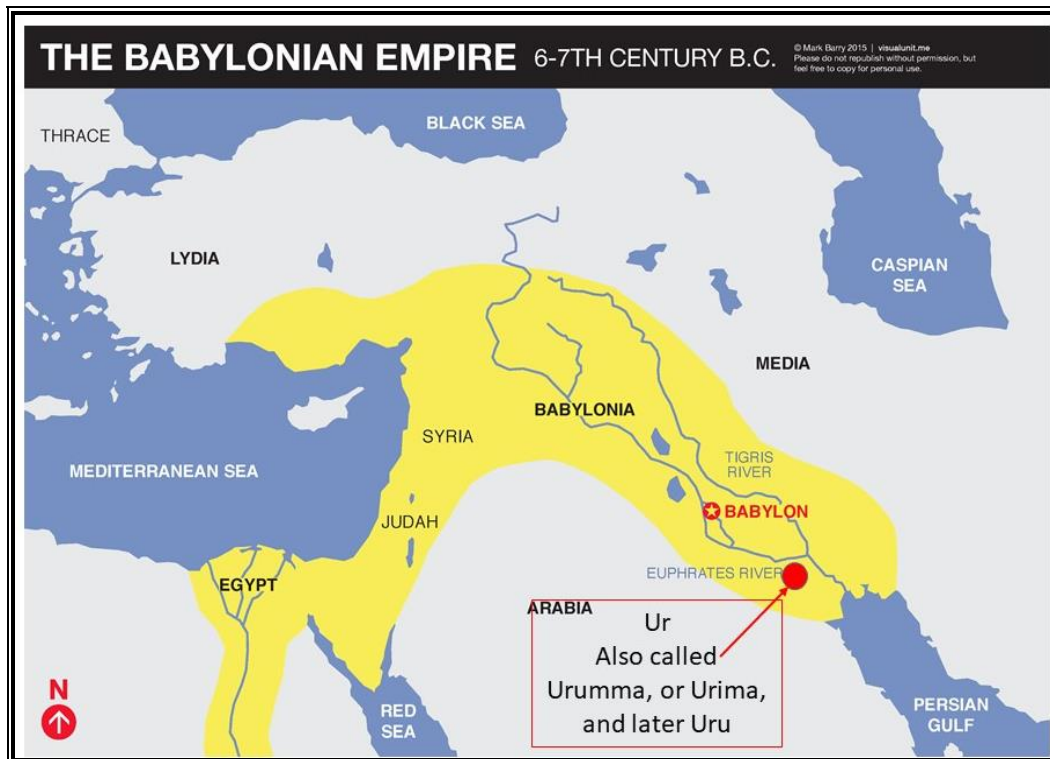 THE BABYLONIAN EMPIRE 6-7TH CENTURY B.C.
© Mark Barry 2015 | visualunit.me
Please do not republish without permission, but
feel free to copy for personal use.
THRACE
BLACK SEA
LYDIA
CASPIAN
SEA
MEDIA
BABYLONIA
SYRIA
TIGRIS
RIVER
MEDITERRANEAN SEA
BABYLON
JUDAH
EGYPT
EUPHRATES RIVER
ARABIA
Ur
Also called
Urumma, or Urima,
and later Uru
N
RED
SEA
PERSIAN
GULF